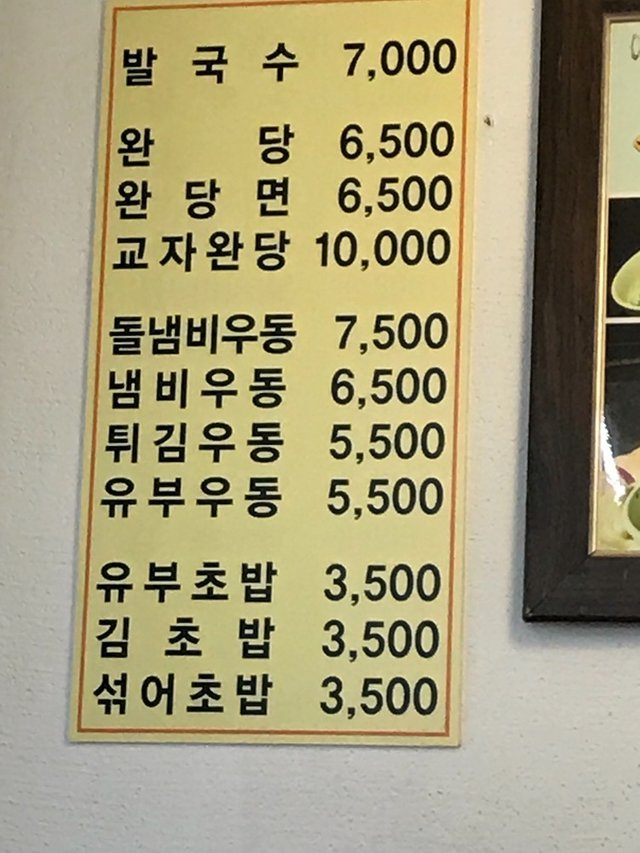 발 국 수 7,000
완 당 6,500
완 당 면 6,500
교자완당 10,000
돌냄비우동 7,500
냄비우동 6,500
튀김우동 5,500
유부우동 5,500
유부초밥 3,500
김 초 밥 3,500
섞어초밥 3,500